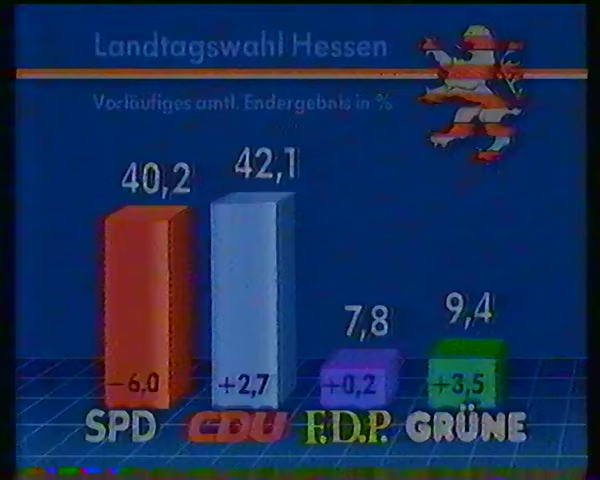 Landtagswahl Hessen
Vorläufiges amtl. Endergebnis in %
40,2 42,1 7,8 9,4
-6,0 +2,7 +0,2 +3,5
SPD CDU F.D.P. GRÜNE